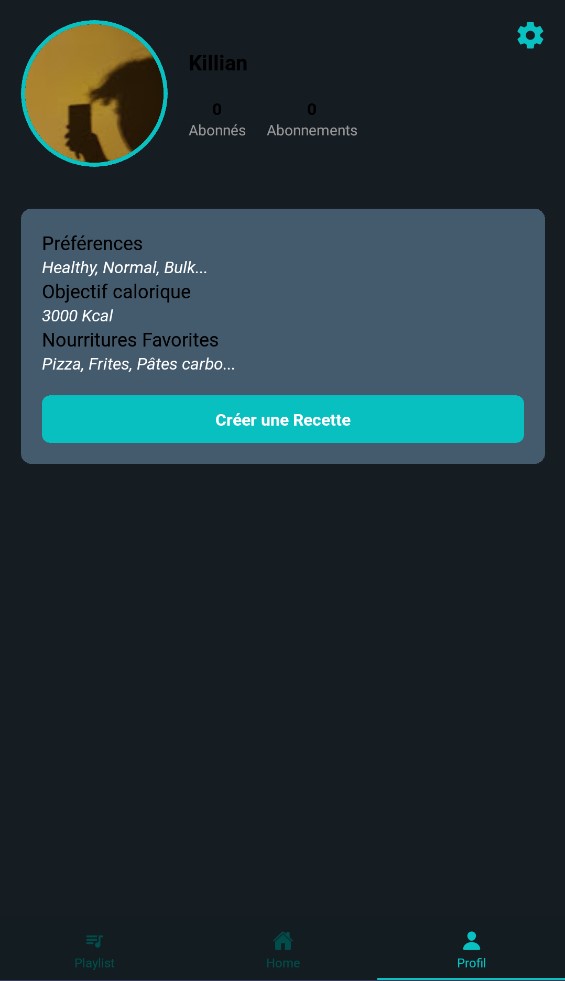 Killian
0 0
Abonnés Abonnements
Préférences
Healthy, Normal, Bulk...
Objectif calorique
3000 Kcal
Nourritures Favorites
Pizza, Frites, Pâtes carbo...
Créer une Recette
Playlist Home Profil